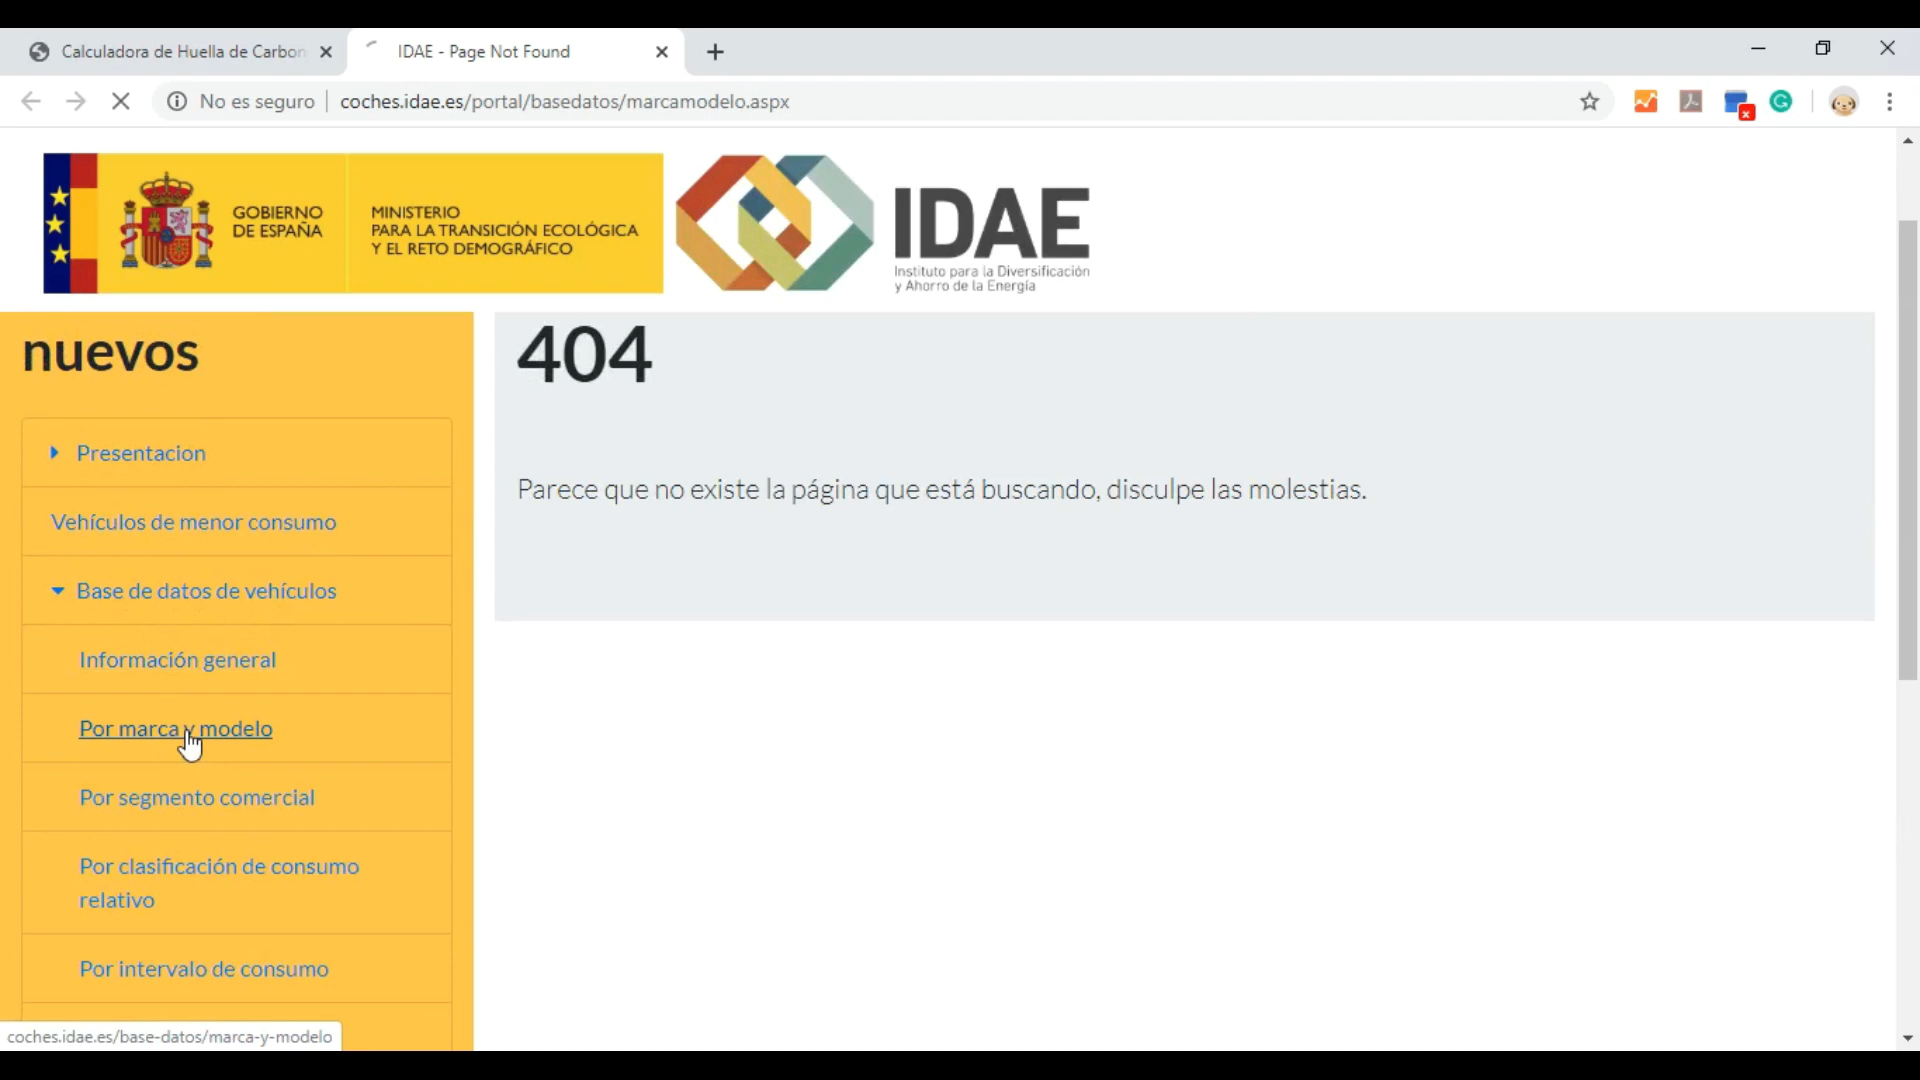 Calculadora de Huella de Carbon
IDAE - Page Not Found
No es seguro
coches.idae.es/portal/basedatos/marcamodelo.aspx
GOBIERNO
DE ESPAÑA
MINISTERIO
PARA LA TRANSICIÓN ECOLÓGICA
Y EL RETO DEMOGRÁFICO
IDAE
Instituto para la Diversificación
y Ahorro de la Energía
nuevos
404
Presentacion
Parece que no existe la página que está buscando, disculpe las molestias.
Vehículos de menor consumo
Base de datos de vehículos
Información general
Por marca y modelo
Por segmento comercial
Por clasificación de consumo
relativo
Por intervalo de consumo
coches.idae.es/base-datos/marca-y-modelo